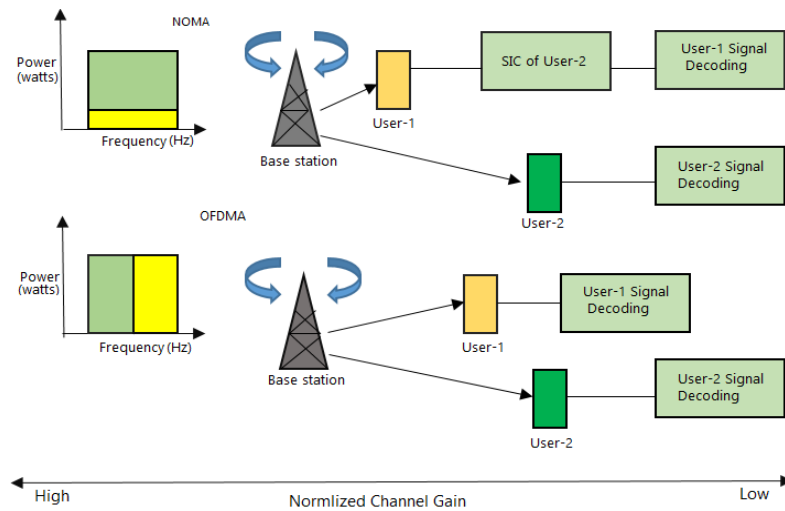 NOMA
Power
(watts)
Frequency (Hz)
Base station
User-1
SIC of User-2
User-1 Signal
Decoding
User-2
User-2 Signal
Decoding
OFDMA
Power
(watts)
Frequency (Hz)
Base station
User-1
User-1 Signal
Decoding
User-2
User-2 Signal
Decoding
High
Normlized Channel Gain
Low